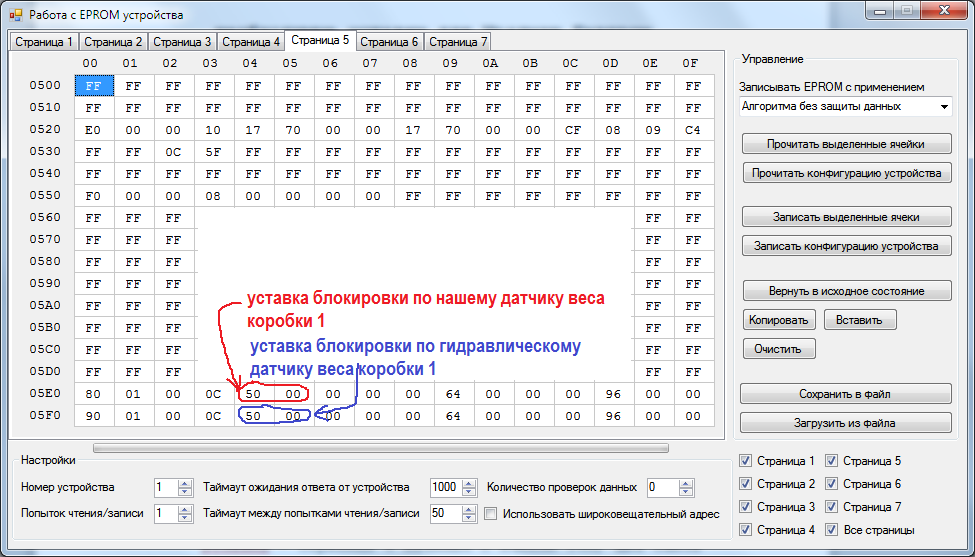 Работа с EPROM устройства
Страница 1 Страница 2 Страница 3 Страница 4 Страница 5 Страница 6 Страница 7
00 01 02 03 04 05 06 07 08 09 0A 0B 0C 0D 0E 0F
0500 FF FF FF FF FF FF FF FF FF FF FF FF FF FF FF FF
0510 FF FF FF FF FF FF FF FF FF FF FF FF FF FF FF FF
0520 E0 00 00 10 17 70 00 00 17 70 00 00 CF 08 09 C4
0530 FF FF 0C 5F FF FF FF FF FF FF FF FF FF FF FF FF
0540 FF FF FF FF FF FF FF FF FF FF FF FF FF FF FF FF
0550 F0 00 00 08 00 00 00 00 FF FF FF FF FF FF FF FF
0560 FF FF FF FF FF
0570 FF FF FF FF FF
0580 FF FF FF FF FF
0590 FF FF FF FF FF
05A0 FF FF FF FF FF
05B0 FF FF FF FF FF
05C0 FF FF FF FF FF
05D0 FF FF FF FF FF
05E0 80 01 00 0C 50 00 00 00 00 64 00 00 00 96 00 00
05F0 90 01 00 0C 50 00 00 00 00 64 00 00 00 96 00 00
уставка блокировки по нашему датчику веса
коробки 1
уставка блокировки по гидравлическому
датчику веса коробки 1
Управление
Записывать EPROM с применением
Алгоритма без защиты данных
Прочитать выделенные ячейки
Прочитать конфигурацию устройства
Записать выделенные ячеки
Записать конфигурацию устройства
Вернуть в исходное состояние
Копировать Вставить
Очистить
Сохранить в файл
Загрузить из файла
Страница 1 Страница 5
Страница 2 Страница 6
Страница 3 Страница 7
Страница 4 Все страницы
Настройки
Номер устройства 1 Таймаут ожидания ответа от устройства 1000 Количество проверок данных 0
Попыток чтения/записи 1 Таймаут между попытками чтения/записи 50 Использовать широковещательный адрес